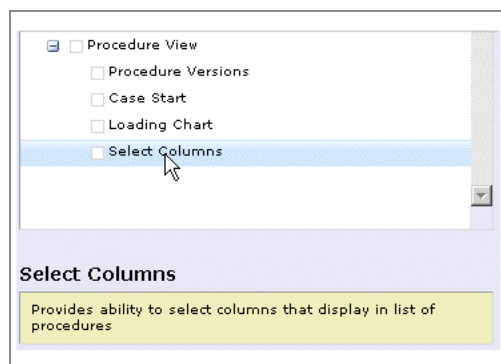 Procedure View
Procedure Versions
Case Start
Loading Chart
Select Columns
Select Columns
Provides ability to select columns that display in list of
procedures